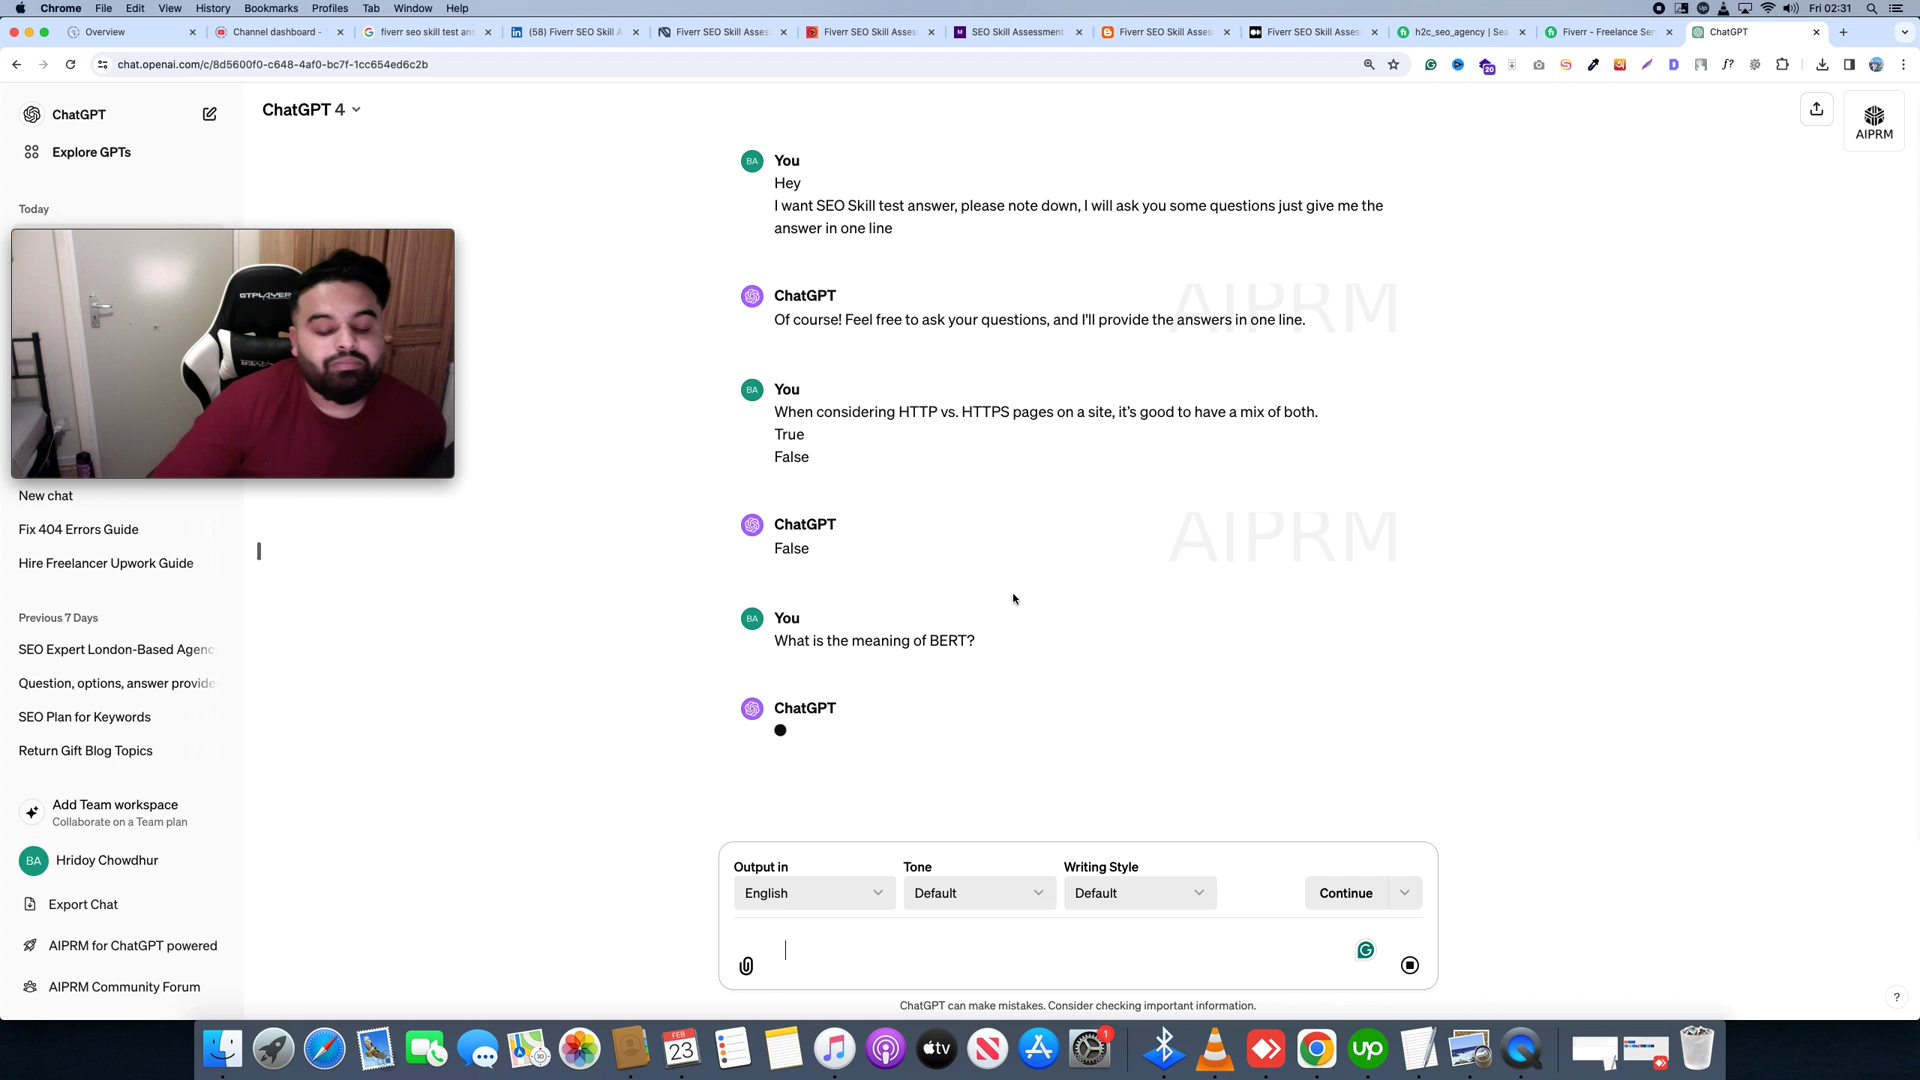 Chrome File Edit View History Bookmarks Profiles Tab Window Help
Fri 02:31
Overview
Channel dashboard -
fiverr seo skill test ans
(58) Fiverr SEO Skill A
Fiverr SEO Skill Asses
Fiverr SEO Skill Asses
SEO Skill Assessment
Fiverr SEO Skill Asses
Fiverr SEO Skill Asses
h2c_seo_agency | Sea
Fiverr - Freelance Ser
ChatGPT
chat.openai.com/c/8d5600f0-c648-4af0-bc7f-1cc654ed6c2b
20
ChatGPT
Explore GPTs
Today
GTPLAYER
New chat
Fix 404 Errors Guide
Hire Freelancer Upwork Guide
Previous 7 Days
SEO Expert London-Based Agenc
Question, options, answer provide
SEO Plan for Keywords
Return Gift Blog Topics
Add Team workspace
Collaborate on a Team plan
BA Hridoy Chowdhur
Export Chat
AIPRM for ChatGPT powered
AIPRM Community Forum
ChatGPT 4
AIPRM
BA You
Hey
I want SEO Skill test answer, please note down, I will ask you some questions just give me the
answer in one line
ChatGPT
AIPRM
Of course! Feel free to ask your questions, and I'll provide the answers in one line.
BA You
When considering HTTP vs. HTTPS pages on a site, it's good to have a mix of both.
True
False
ChatGPT
AIPRM
False
BA You
What is the meaning of BERT?
ChatGPT
Output in Tone Writing Style
English Default Default Continue
ChatGPT can make mistakes. Consider checking important information.
?
FEB
23
tv
1
up